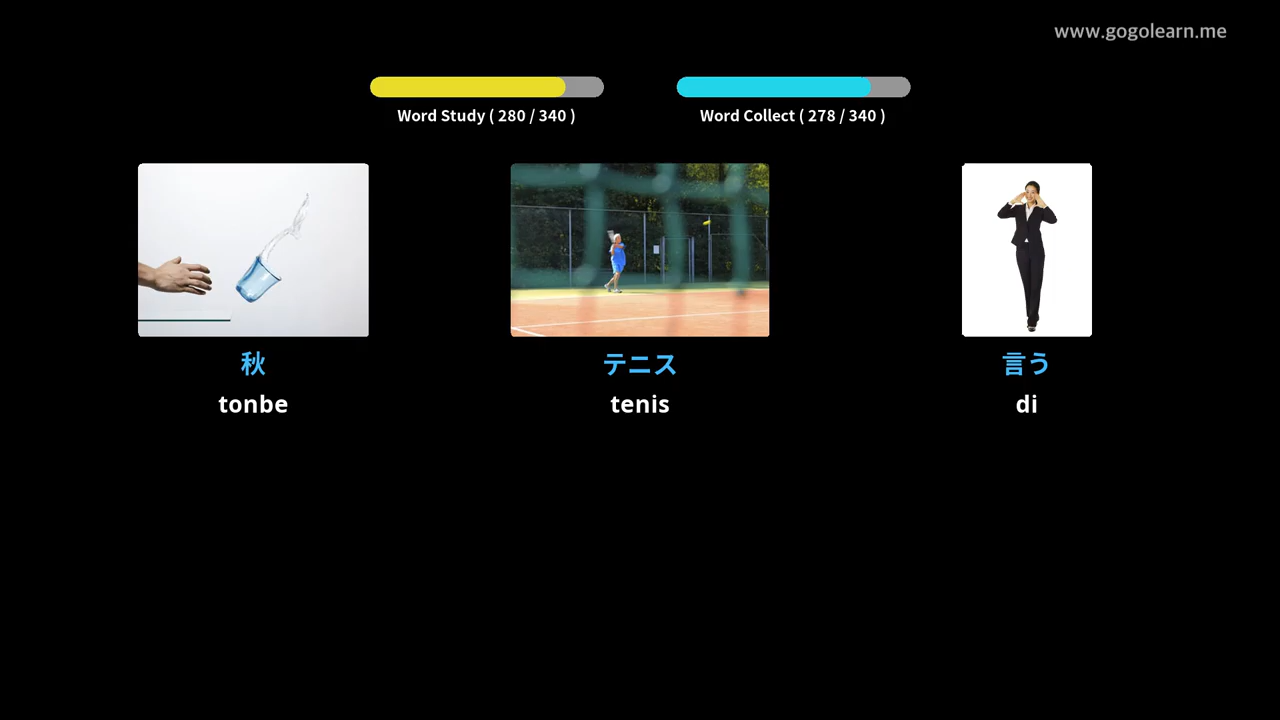 www.gogolearn.me
Word Study ( 280 / 340 )
Word Collect ( 278 / 340 )
秋
テニス
言う
tonbe
tenis
di